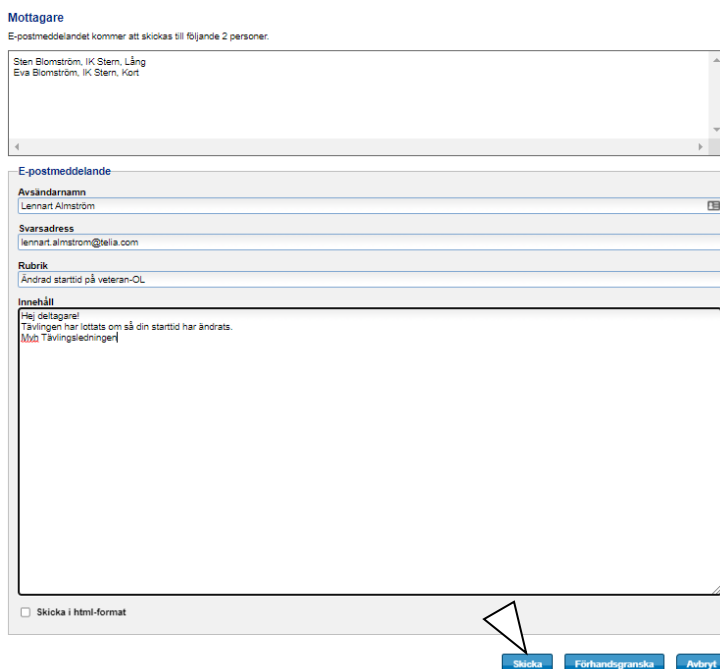 Mottagare
E-postmeddelandet kommer att skickas till följande 2 personer.
Sten Blomström, IK Stern, Lång
Eva Blomström, IK Stern, Kort
E-postmeddelande
Avsändarnamn
Lennart Almström
Svarsadress
lennart.almstrom@telia.com
Rubrik
Ändrad starttid på veteran-OL
Innehåll
Hej deltagare!
Tävlingen har lottats om så din starttid har ändrats.
Mvh Tävlingsledningen
Skicka i html-format
Skicka Förhandsgranska Avbryt